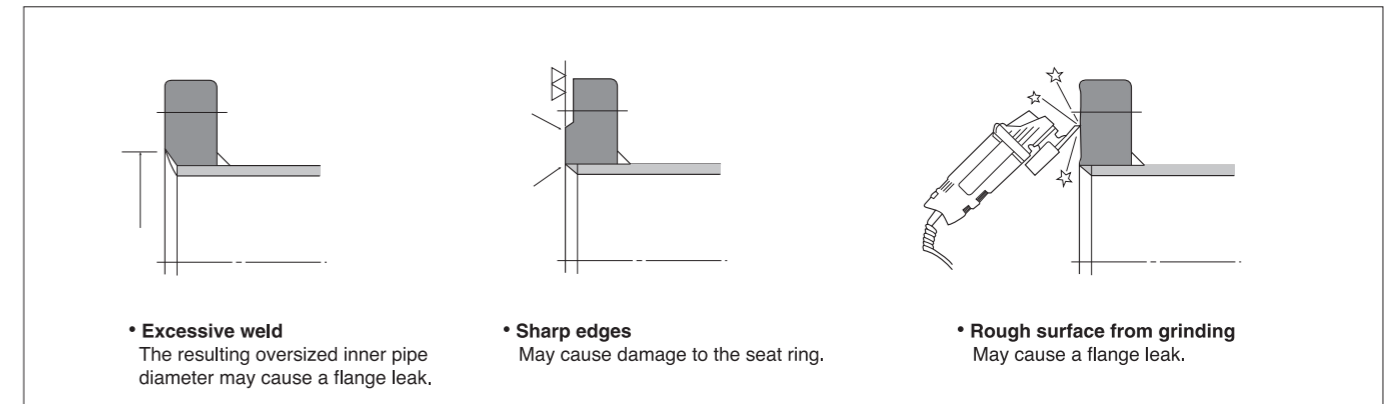 • Excessive weld
The resulting oversized inner pipe
diameter may cause a flange leak.
• Sharp edges
May cause damage to the seat ring.
• Rough surface from grinding
May cause a flange leak.